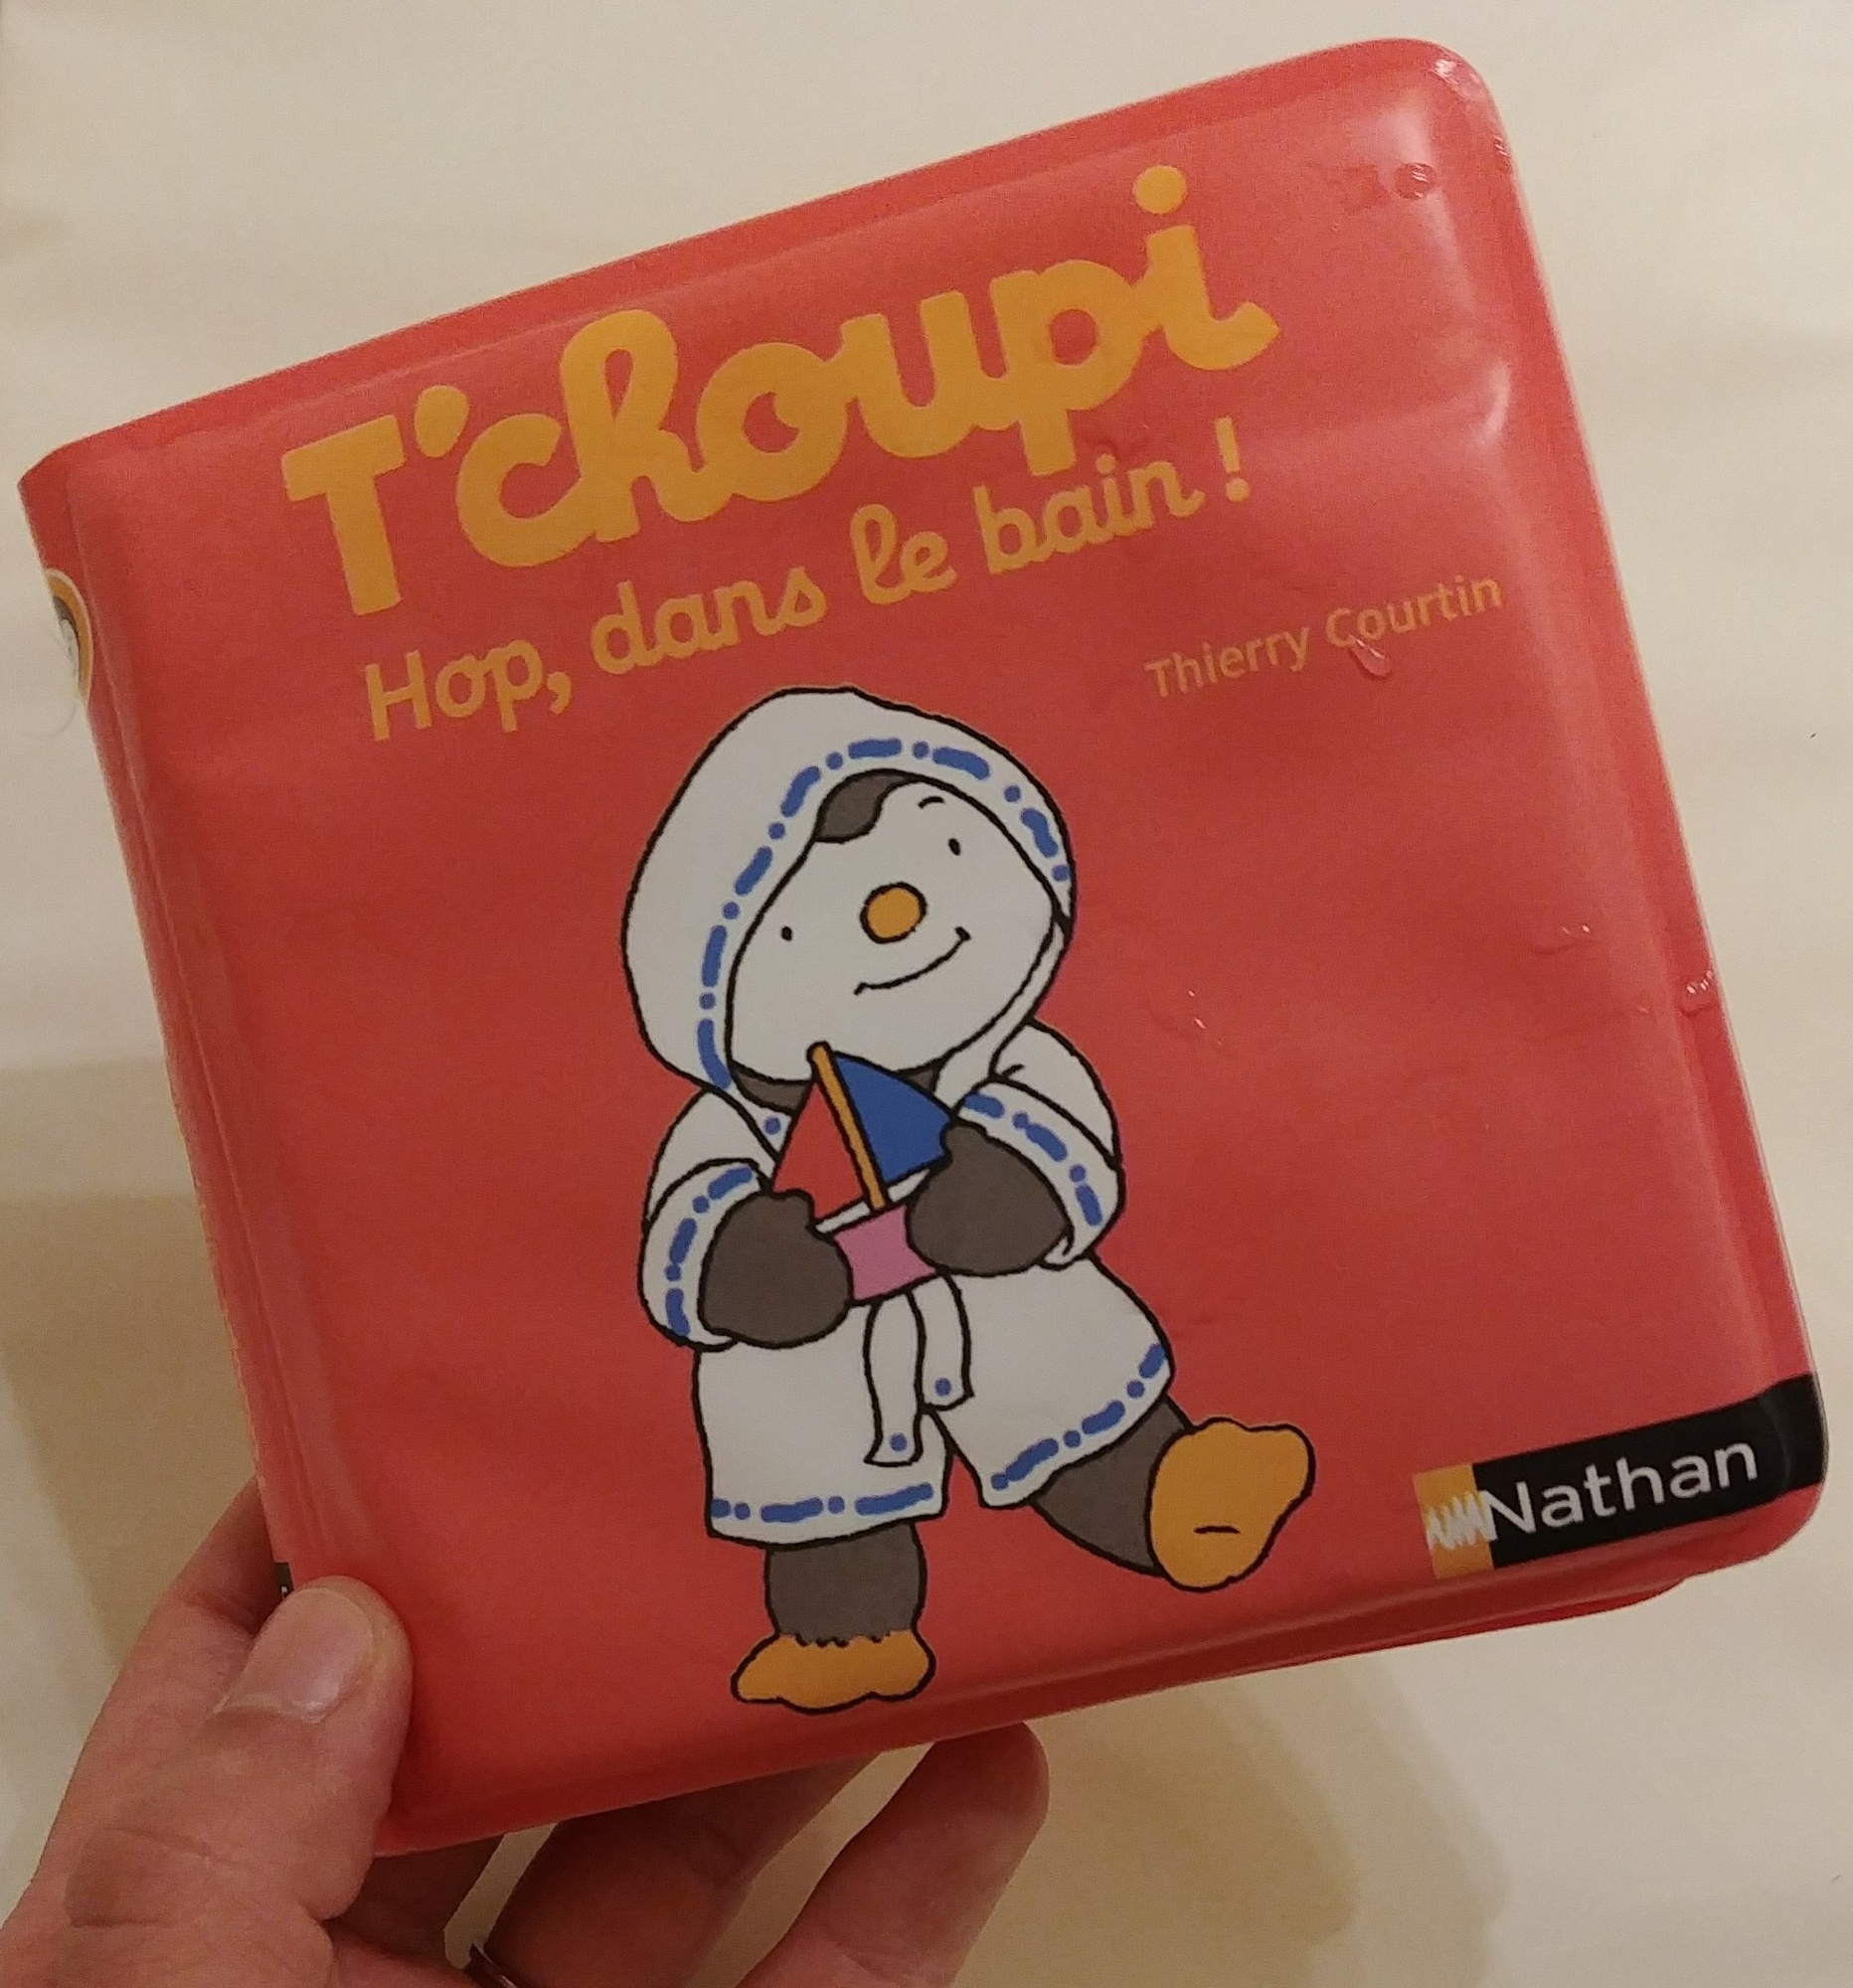 T'choupi
Hop, dans le bain !
Thierry Courtin
Nathan